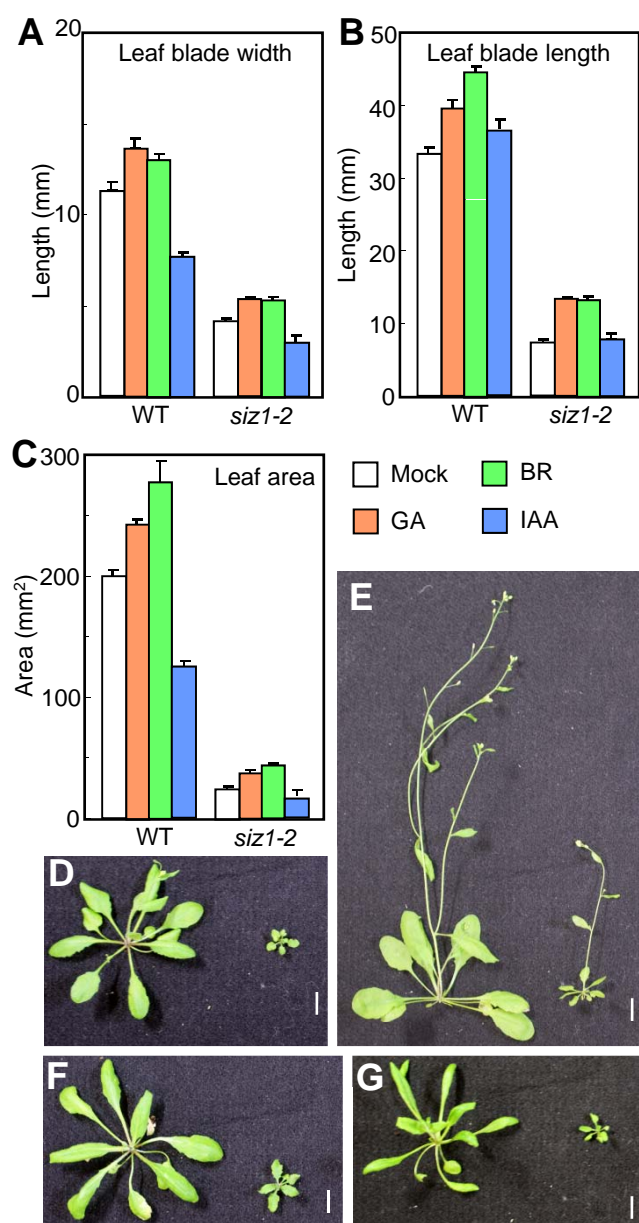 A
Leaf blade width
Length (mm)
20
10
0
WT
siz1-2
B
Leaf blade length
Length (mm)
50
40
30
20
10
0
WT
siz1-2
C
Leaf area
Area (mm²)
300
200
100
0
WT
siz1-2
Mock
BR
GA
IAA
D
E
F
G